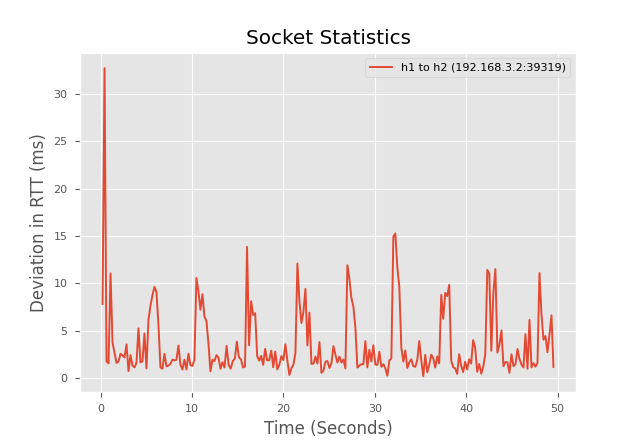 Socket Statistics
h1 to h2 (192.168.3.2:39319)
Deviation in RTT (ms)
30
25
20
15
10
5
0
0 10 20 30 40 50
Time (Seconds)